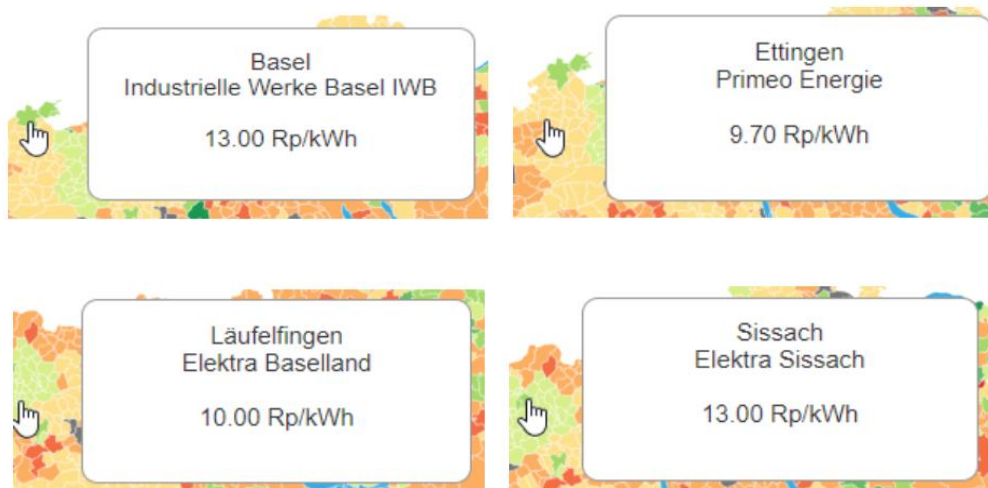 Basel
Industrielle Werke Basel IWB
13.00 Rp/kWh
Ettingen
Primeo Energie
9.70 Rp/kWh
Läufelfingen
Elektra Baselland
10.00 Rp/kWh
Sissach
Elektra Sissach
13.00 Rp/kWh